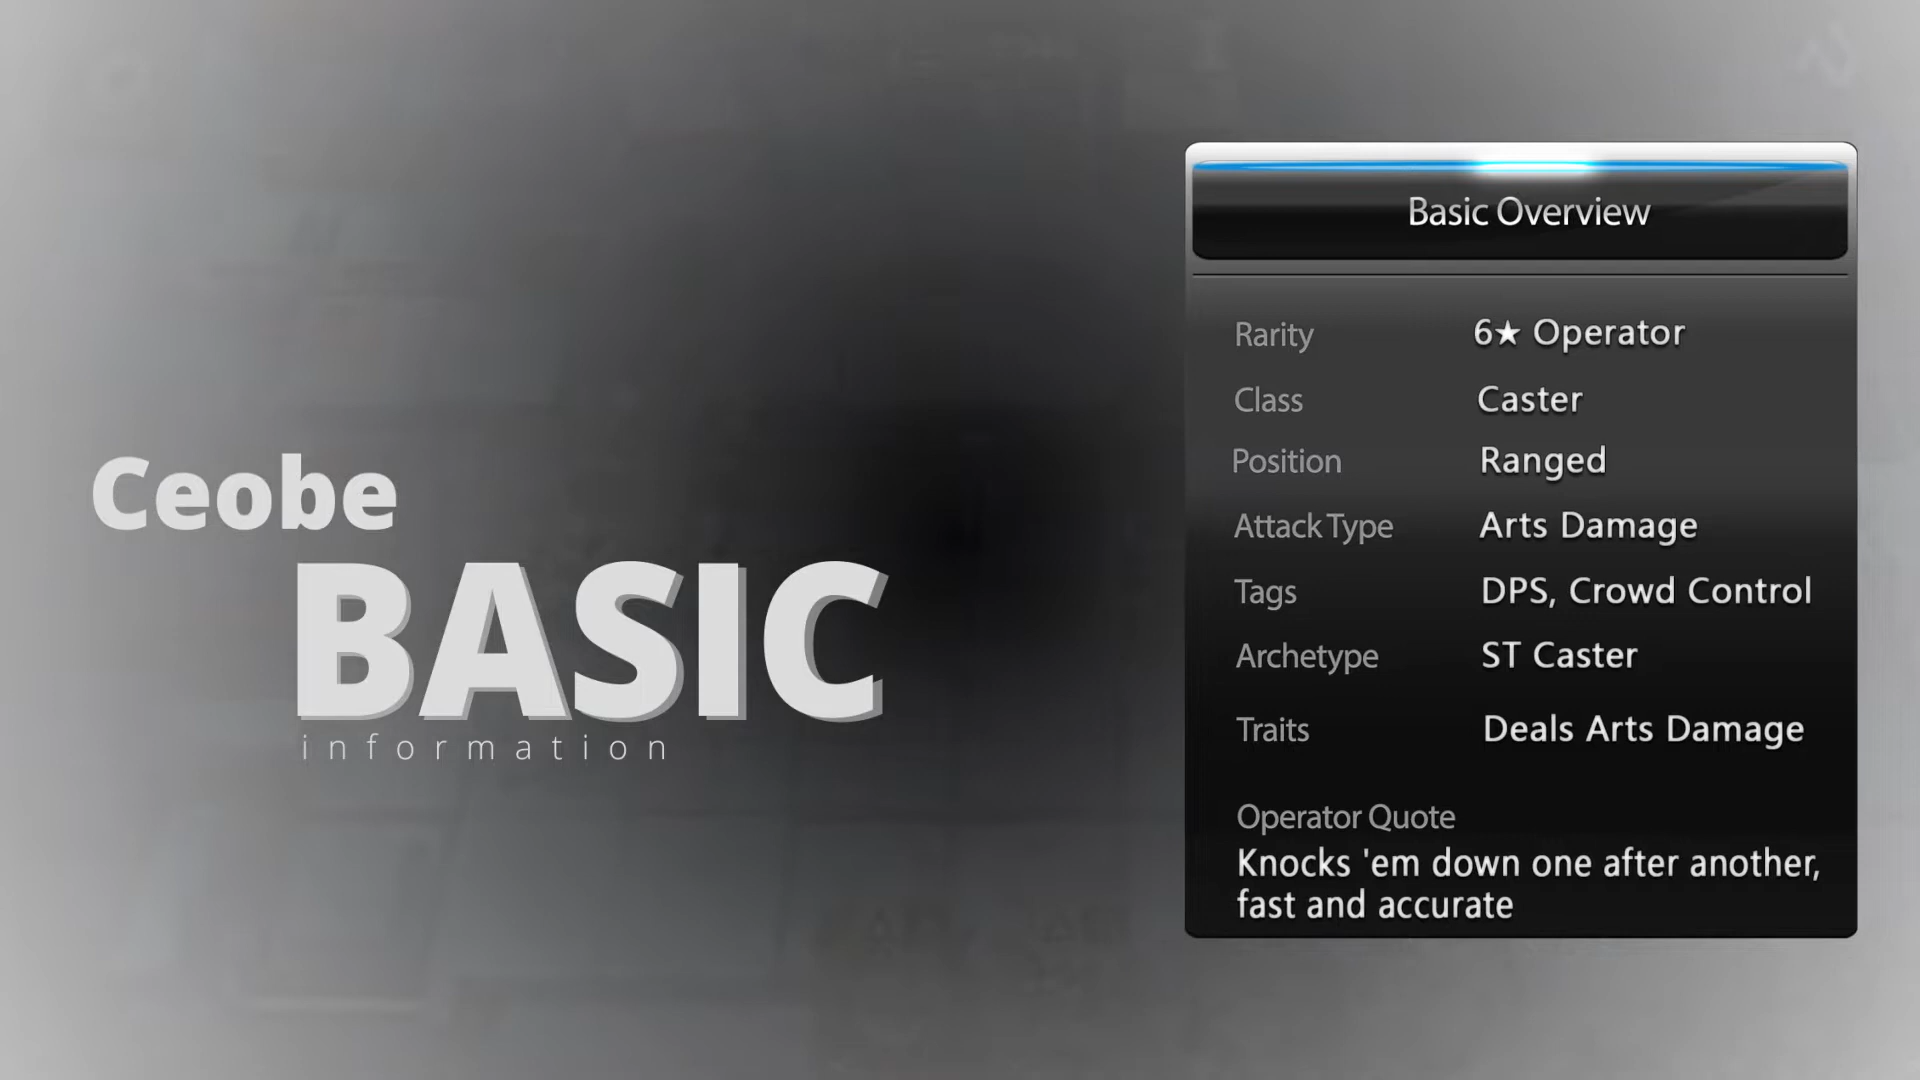 Ceobe
BASIC
information
Basic Overview
Rarity 6★ Operator
Class Caster
Position Ranged
Attack Type Arts Damage
Tags DPS, Crowd Control
Archetype ST Caster
Traits Deals Arts Damage
Operator Quote
Knocks 'em down one after another,
fast and accurate